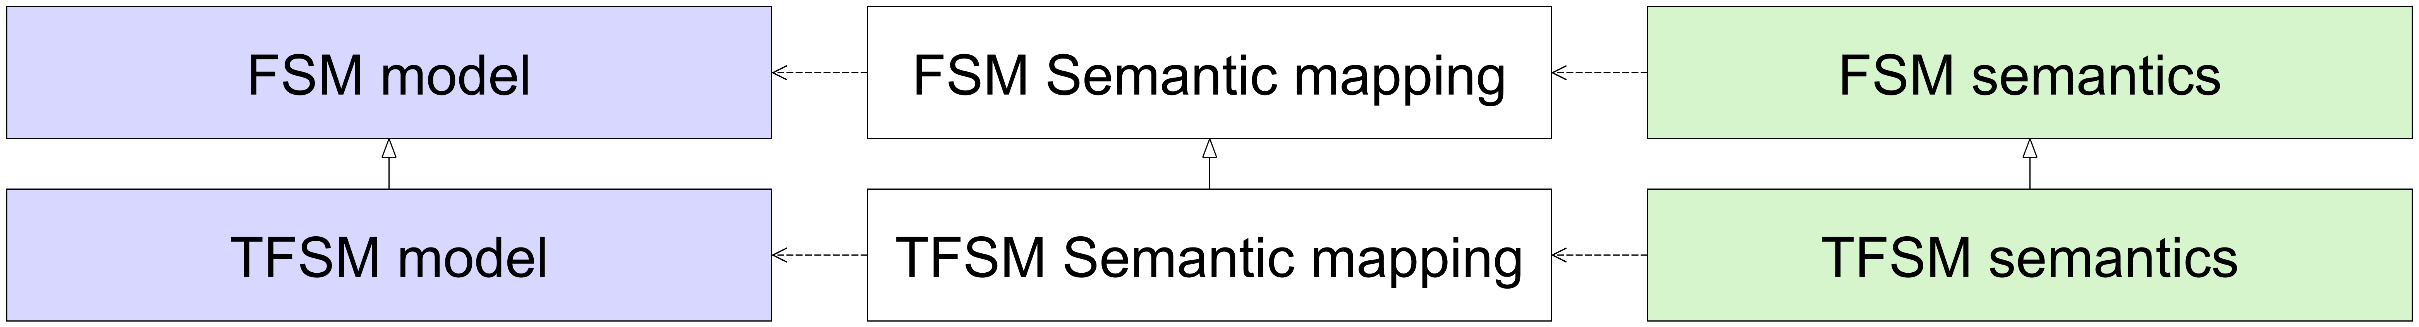 FSM model
FSM Semantic mapping
FSM semantics
TFSM model
TFSM Semantic mapping
TFSM semantics